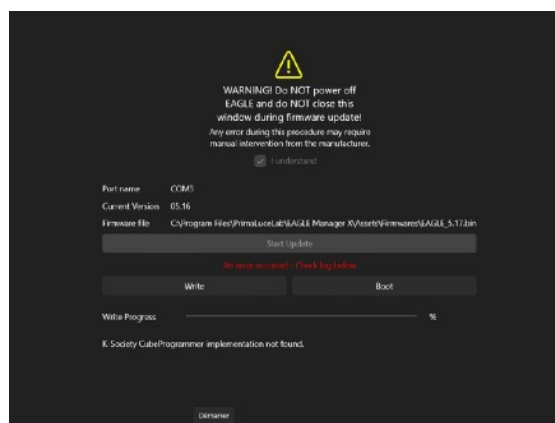 WARNING! Do NOT power off
EAGLE and do NOT close this
window during firmware update!
Any error during this procedure may require
manual intervention from the manufacturer.
I understand
Port name COM3
Current Version 05.16
Firmware file C:\Program Files\PrimaLuceLab\EAGLE Manager X\Assets\Firmwares\EAGLE_5.17.bin
Start Update
An error occurred - Check log below
Write Boot
Write Progress %
K-Society CubeProgrammer implementation not found.
Démarrer